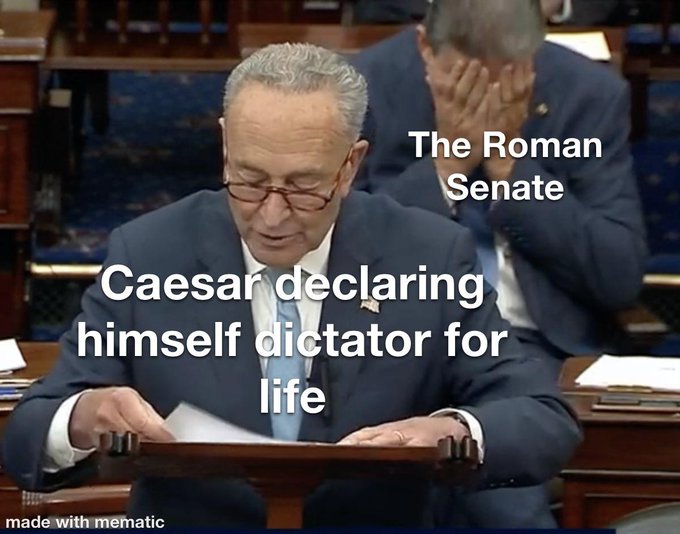 The Roman
Senate
Caesar declaring
himself dictator for
life
made with mematic